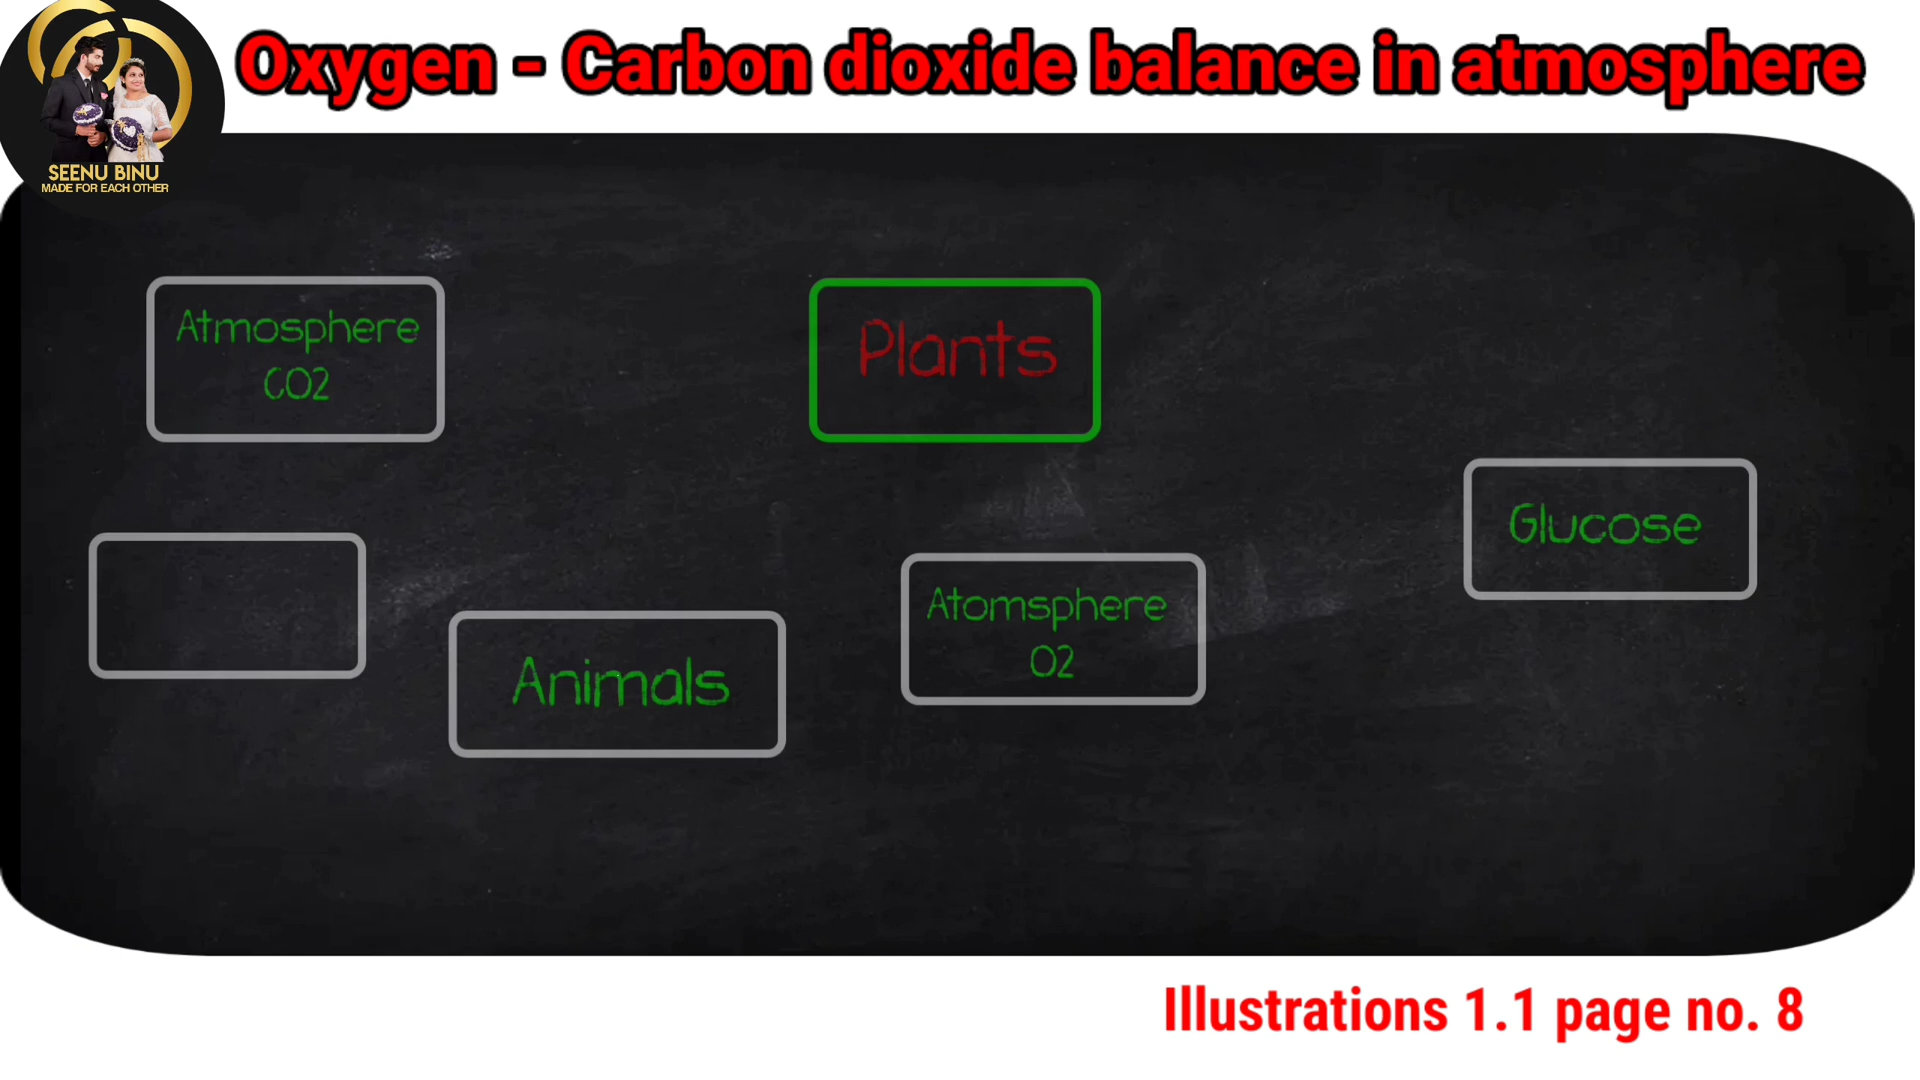 Oxygen - Carbon dioxide balance in atmosphere
SEENU BINU
MADE FOR EACH OTHER
Atmosphere
CO2
Plants
Glucose
Animals
Atomsphere
O2
Illustrations 1.1 page no. 8